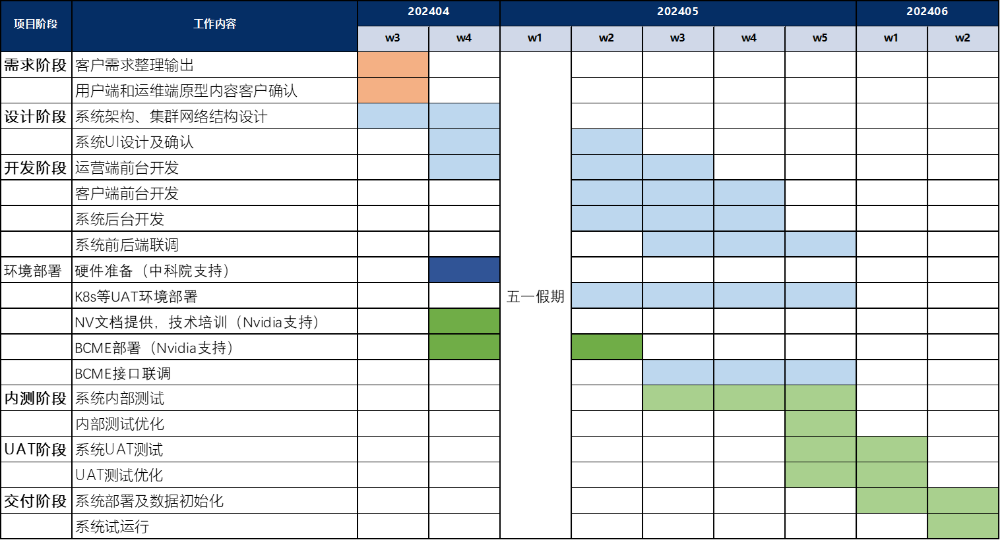 项目阶段 工作内容 202404 202405 202406
w3 w4 w1 w2 w3 w4 w5 w1 w2
需求阶段 客户需求整理输出
用户端和运维端原型内容客户确认
设计阶段 系统架构、集群网络结构设计
系统UI设计及确认
开发阶段 运营端前台开发
客户端前台开发
系统后台开发
系统前后端联调
环境部署 硬件准备（中科院支持）
K8s等UAT环境部署 五一假期
NV文档提供，技术培训（Nvidia支持）
BCME部署（Nvidia支持）
BCME接口联调
内测阶段 系统内部测试
内部测试优化
UAT阶段 系统UAT测试
UAT测试优化
交付阶段 系统部署及数据初始化
系统试运行